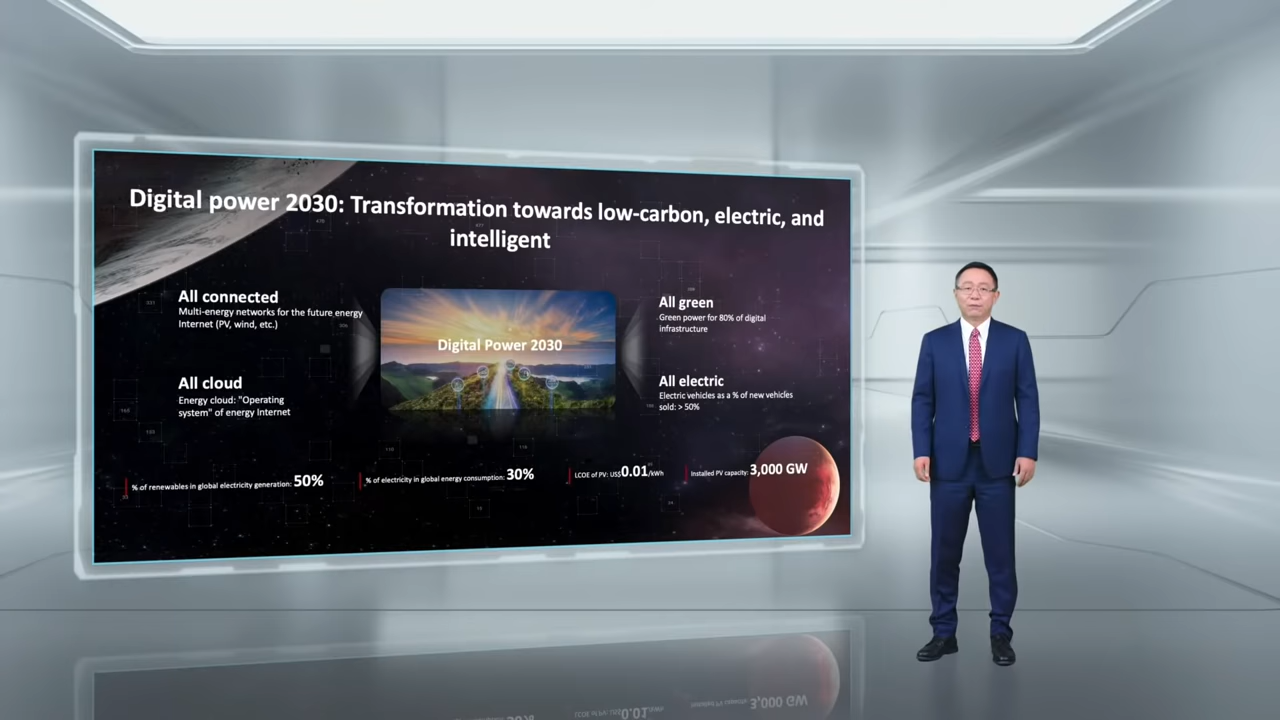 Digital power 2030: Transformation towards low-carbon, electric, and
intelligent
All connected
Multi-energy networks for the future energy
Internet (PV, wind, etc.)
All cloud
Energy cloud: "Operating
system" of energy Internet
Digital Power 2030
All green
Green power for 80% of digital
infrastructure
All electric
Electric vehicles as a % of new vehicles
sold: > 50%
% of renewables in global electricity generation: 50%
% of electricity in global energy consumption: 30%
LCOE of PV: US$0.01/kWh
Installed PV capacity: 3,000 GW